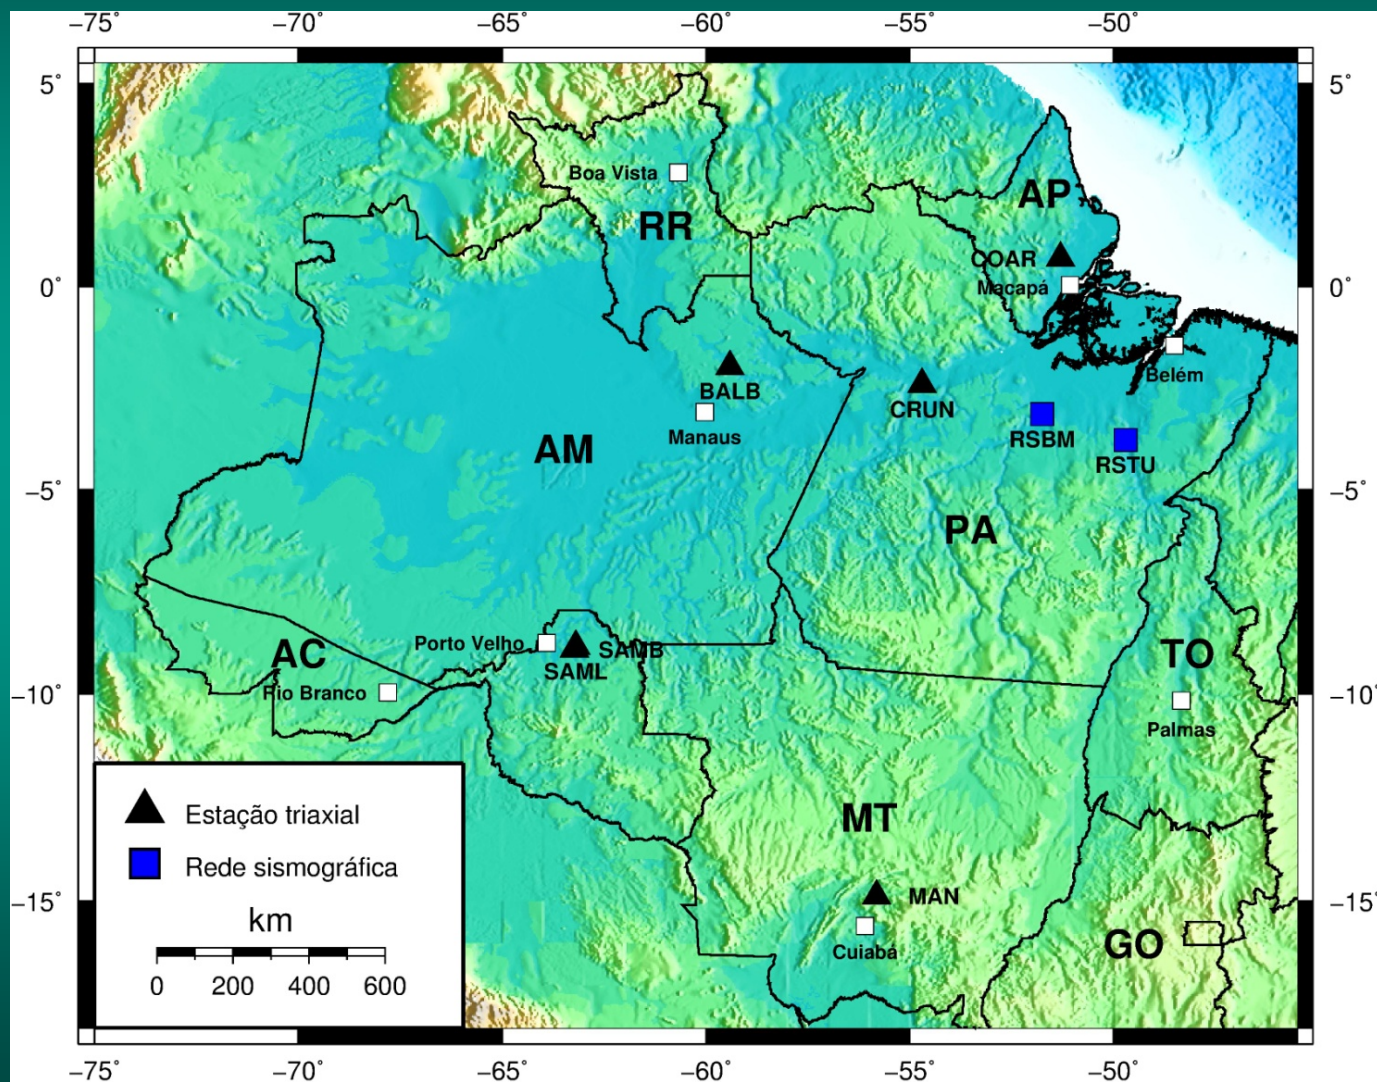 −75° −70° −65° −60° −55° −50°
5° 5°
Boa Vista
AP
RR
COAR
0° Macapá 0°
Belém
BALB
CRUN
Manaus
RSBM
AM
RSTU
−5° −5°
PA
Porto Velho SAMB
AC TO
SAML
Rio Branco
−10° −10°
Palmas
Estação triaxial
MT
Rede sismográfica
MAN
−15° −15°
km
GO
Cuiabá
0 200 400 600
−75° −70° −65° −60° −55° −50°